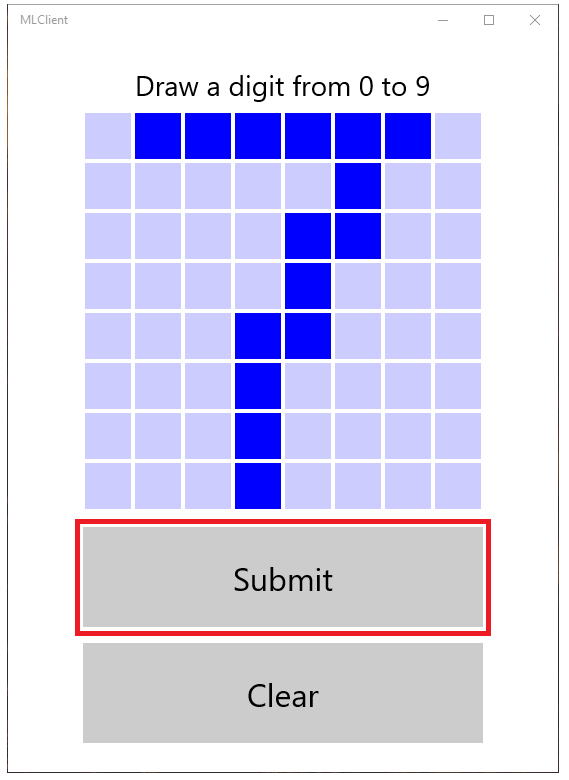 MLClient
Draw a digit from 0 to 9
Submit
Clear